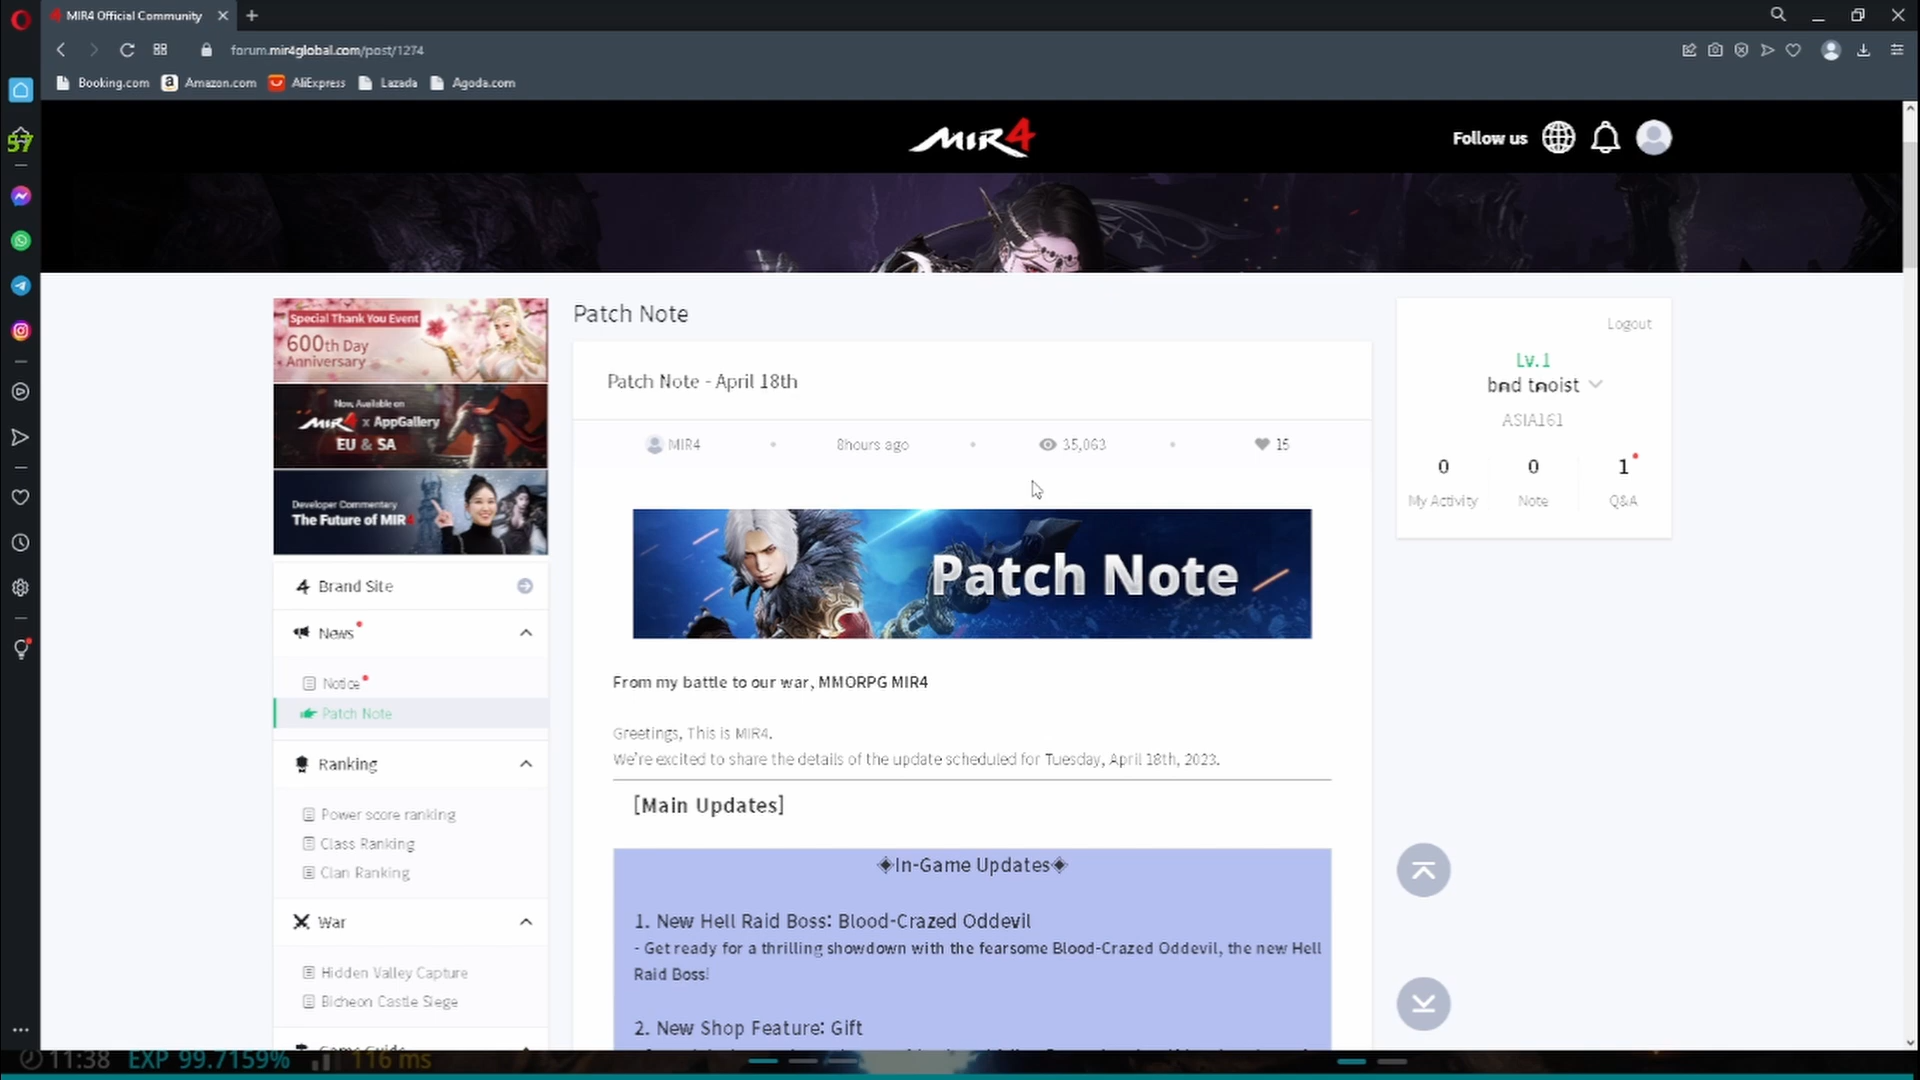 MIR4 Official Community
forum.mir4global.com/post/1274
Booking.com
Amazon.com
AliExpress
Lazada
Agoda.com
MIR4
Follow us
Special Thank You Event
600th Day
Anniversary
Now, Available on
MIR4 x AppGallery
EU & SA
Developer Commentary
The Future of MIR4
Brand Site
News
Notice
Patch Note
Ranking
Power score ranking
Class Ranking
Clan Ranking
War
Hidden Valley Capture
Bicheon Castle Siege
Game Guide
Patch Note
Patch Note - April 18th
MIR4
8hours ago
35,063
15
Patch Note
From my battle to our war, MMORPG MIR4
Greetings, This is MIR4.
We're excited to share the details of the update scheduled for Tuesday, April 18th, 2023.
[Main Updates]
◈In-Game Updates◈
1. New Hell Raid Boss: Blood-Crazed Oddevil
- Get ready for a thrilling showdown with the fearsome Blood-Crazed Oddevil, the new Hell
Raid Boss!
2. New Shop Feature: Gift
Logout
Lv.1
ASIA161
0
0
1
My Activity
Note
Q&A
57
11:38 EXP 99.7159% 116 ms